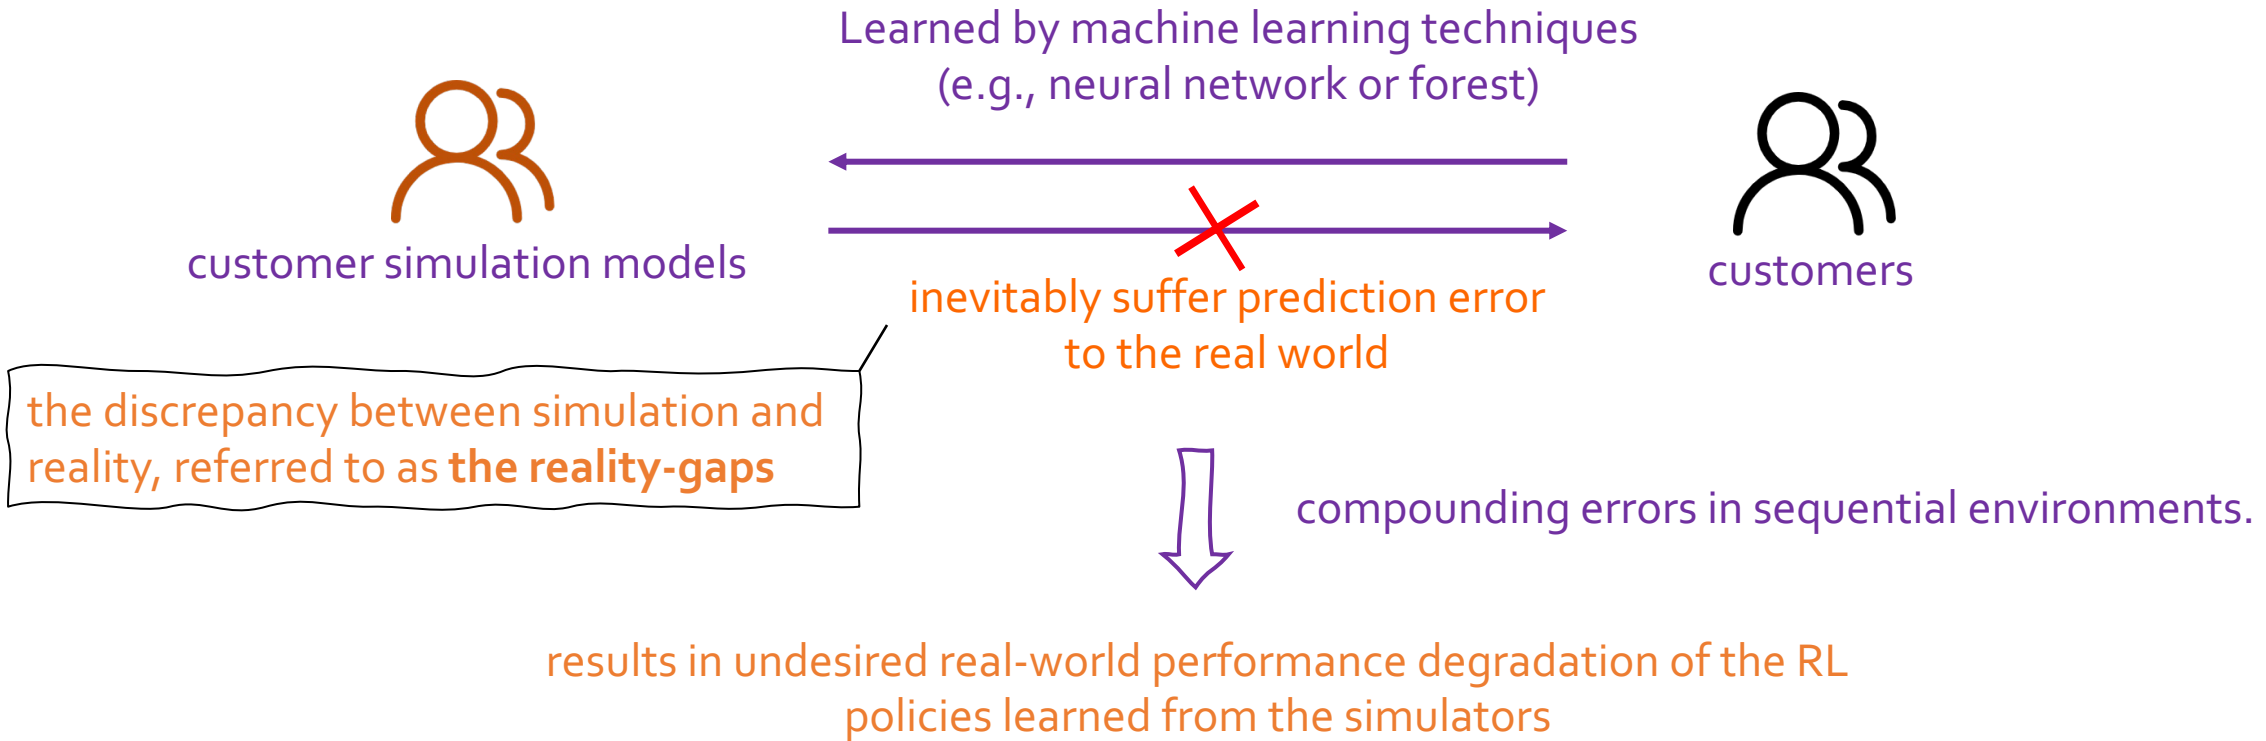 Learned by machine learning techniques
(e.g., neural network or forest)
customer simulation models
customers
inevitably suffer prediction error
to the real world
the discrepancy between simulation and
reality, referred to as the reality-gaps
compounding errors in sequential environments.
results in undesired real-world performance degradation of the RL
policies learned from the simulators